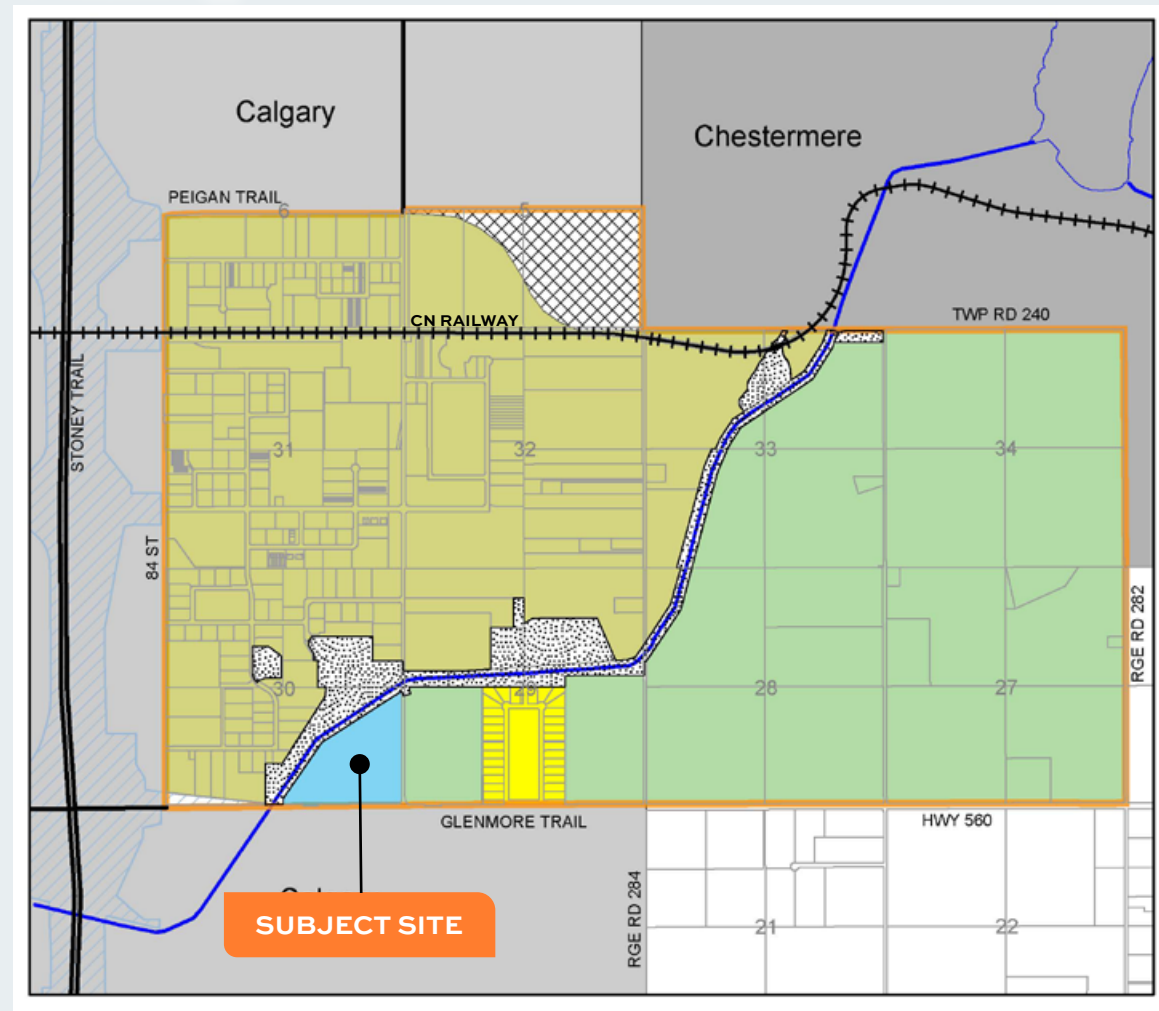 Calgary
Chestermere
PEIGAN TRAIL
6
5
CN RAILWAY
TWP RD 240
STONEY TRAIL
31
32
33
34
84 ST
RGE RD 282
30
29
28
27
GLENMORE TRAIL
HWY 560
SUBJECT SITE
RGE RD 284
21
22